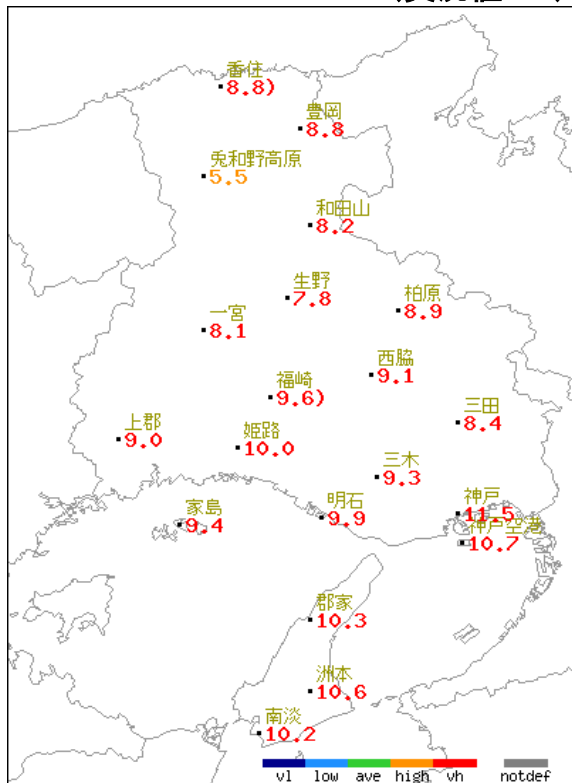 香住
8.8)
豊岡
8.8
兎和野高原
5.5
和田山
8.2
生野
7.8
柏原
8.9
一宮
8.1
西脇
9.1
福崎
9.6)
三田
8.4
上郡
9.0
姫路
10.0
三木
9.3
神戸
11.5
家島
9.4
明石
9.9
神戸空港
10.7
郡家
10.3
洲本
10.6
南淡
10.2
vl low ave high vh notdef